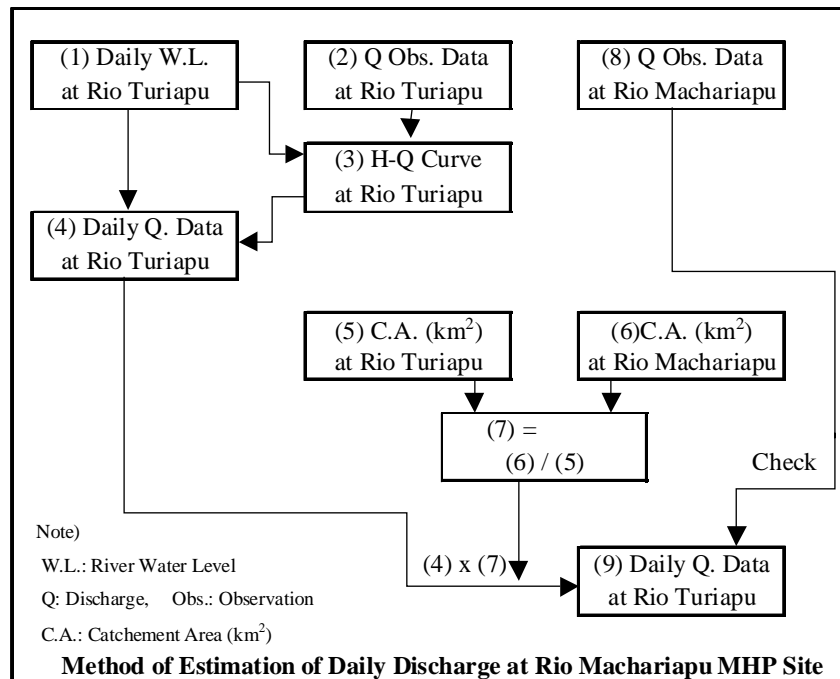 (1) Daily W.L.
at Rio Turiapu
(2) Q Obs. Data
at Rio Turiapu
(8) Q Obs. Data
at Rio Machariapu
(3) H-Q Curve
at Rio Turiapu
(4) Daily Q. Data
at Rio Turiapu
(5) C.A. (km²)
at Rio Turiapu
(6)C.A. (km²)
at Rio Machariapu
(7) =
(6) / (5)
Check
(4) x (7)
(9) Daily Q. Data
at Rio Turiapu
Note)
W.L.: River Water Level
Q: Discharge, Obs.: Observation
C.A.: Catchement Area (km²)
Method of Estimation of Daily Discharge at Rio Machariapu MHP Site